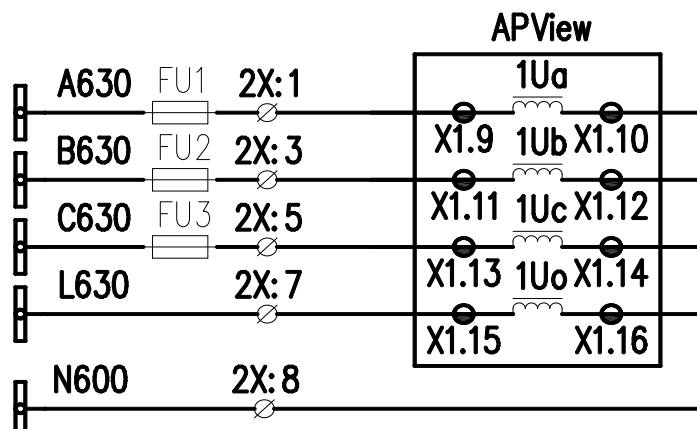 APView
A630 FU1 2X:1 1Ua
X1.9 X1.10
B630 FU2 2X:3 1Ub
X1.11 X1.12
C630 FU3 2X:5 1Uc
X1.13 X1.14
L630 2X:7 1Uo
X1.15 X1.16
N600 2X:8